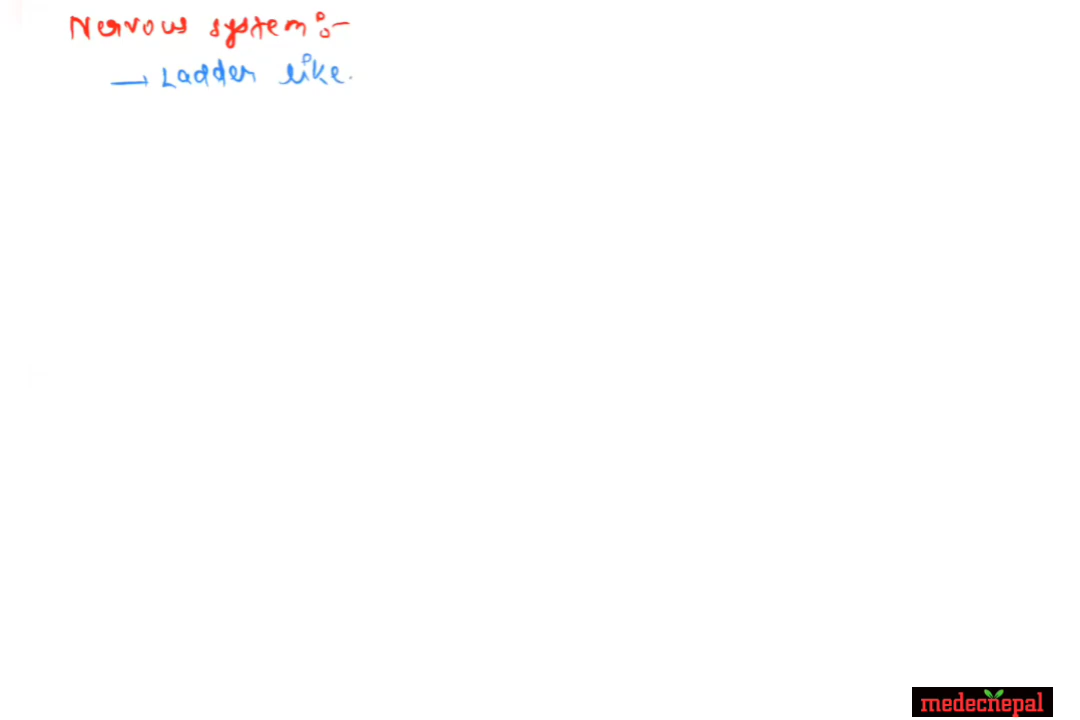 Nervous system :-
→ Ladder like.
medecnepal